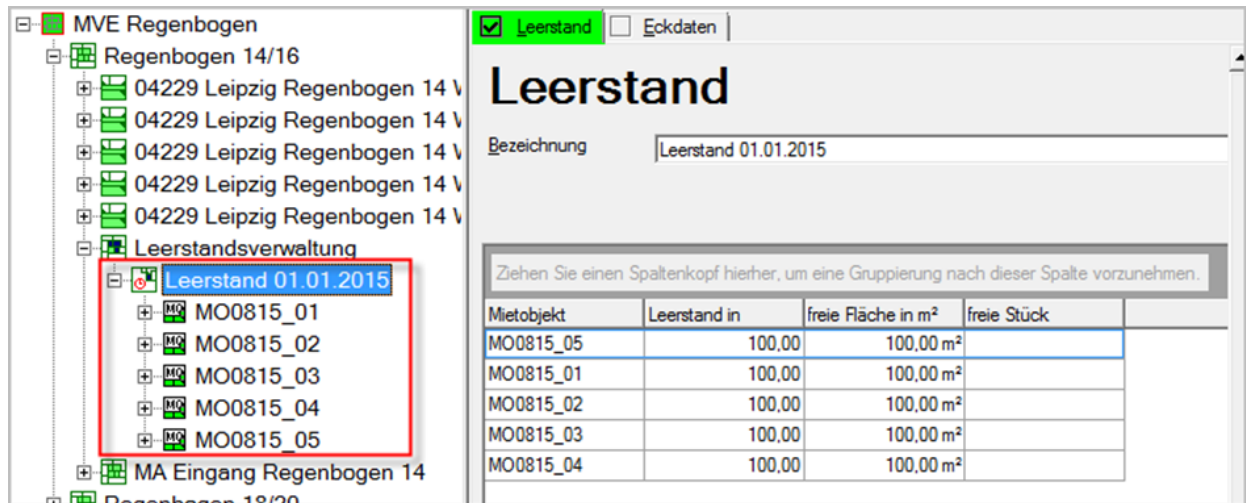 MVE Regenbogen
Regenbogen 14/16
04229 Leipzig Regenbogen 14
04229 Leipzig Regenbogen 14
04229 Leipzig Regenbogen 14
04229 Leipzig Regenbogen 14
04229 Leipzig Regenbogen 14
Leerstandsverwaltung
Leerstand 01.01.2015
MO0815_01
MO0815_02
MO0815_03
MO0815_04
MO0815_05
MA Eingang Regenbogen 14
Regenbogen 18/20
Leerstand Eckdaten
Leerstand
Bezeichnung Leerstand 01.01.2015
Ziehen Sie einen Spaltenkopf hierher, um eine Gruppierung nach dieser Spalte vorzunehmen.
Mietobjekt Leerstand in freie Fläche in m² freie Stück
MO0815_05 100,00 100,00 m²
MO0815_01 100,00 100,00 m²
MO0815_02 100,00 100,00 m²
MO0815_03 100,00 100,00 m²
MO0815_04 100,00 100,00 m²